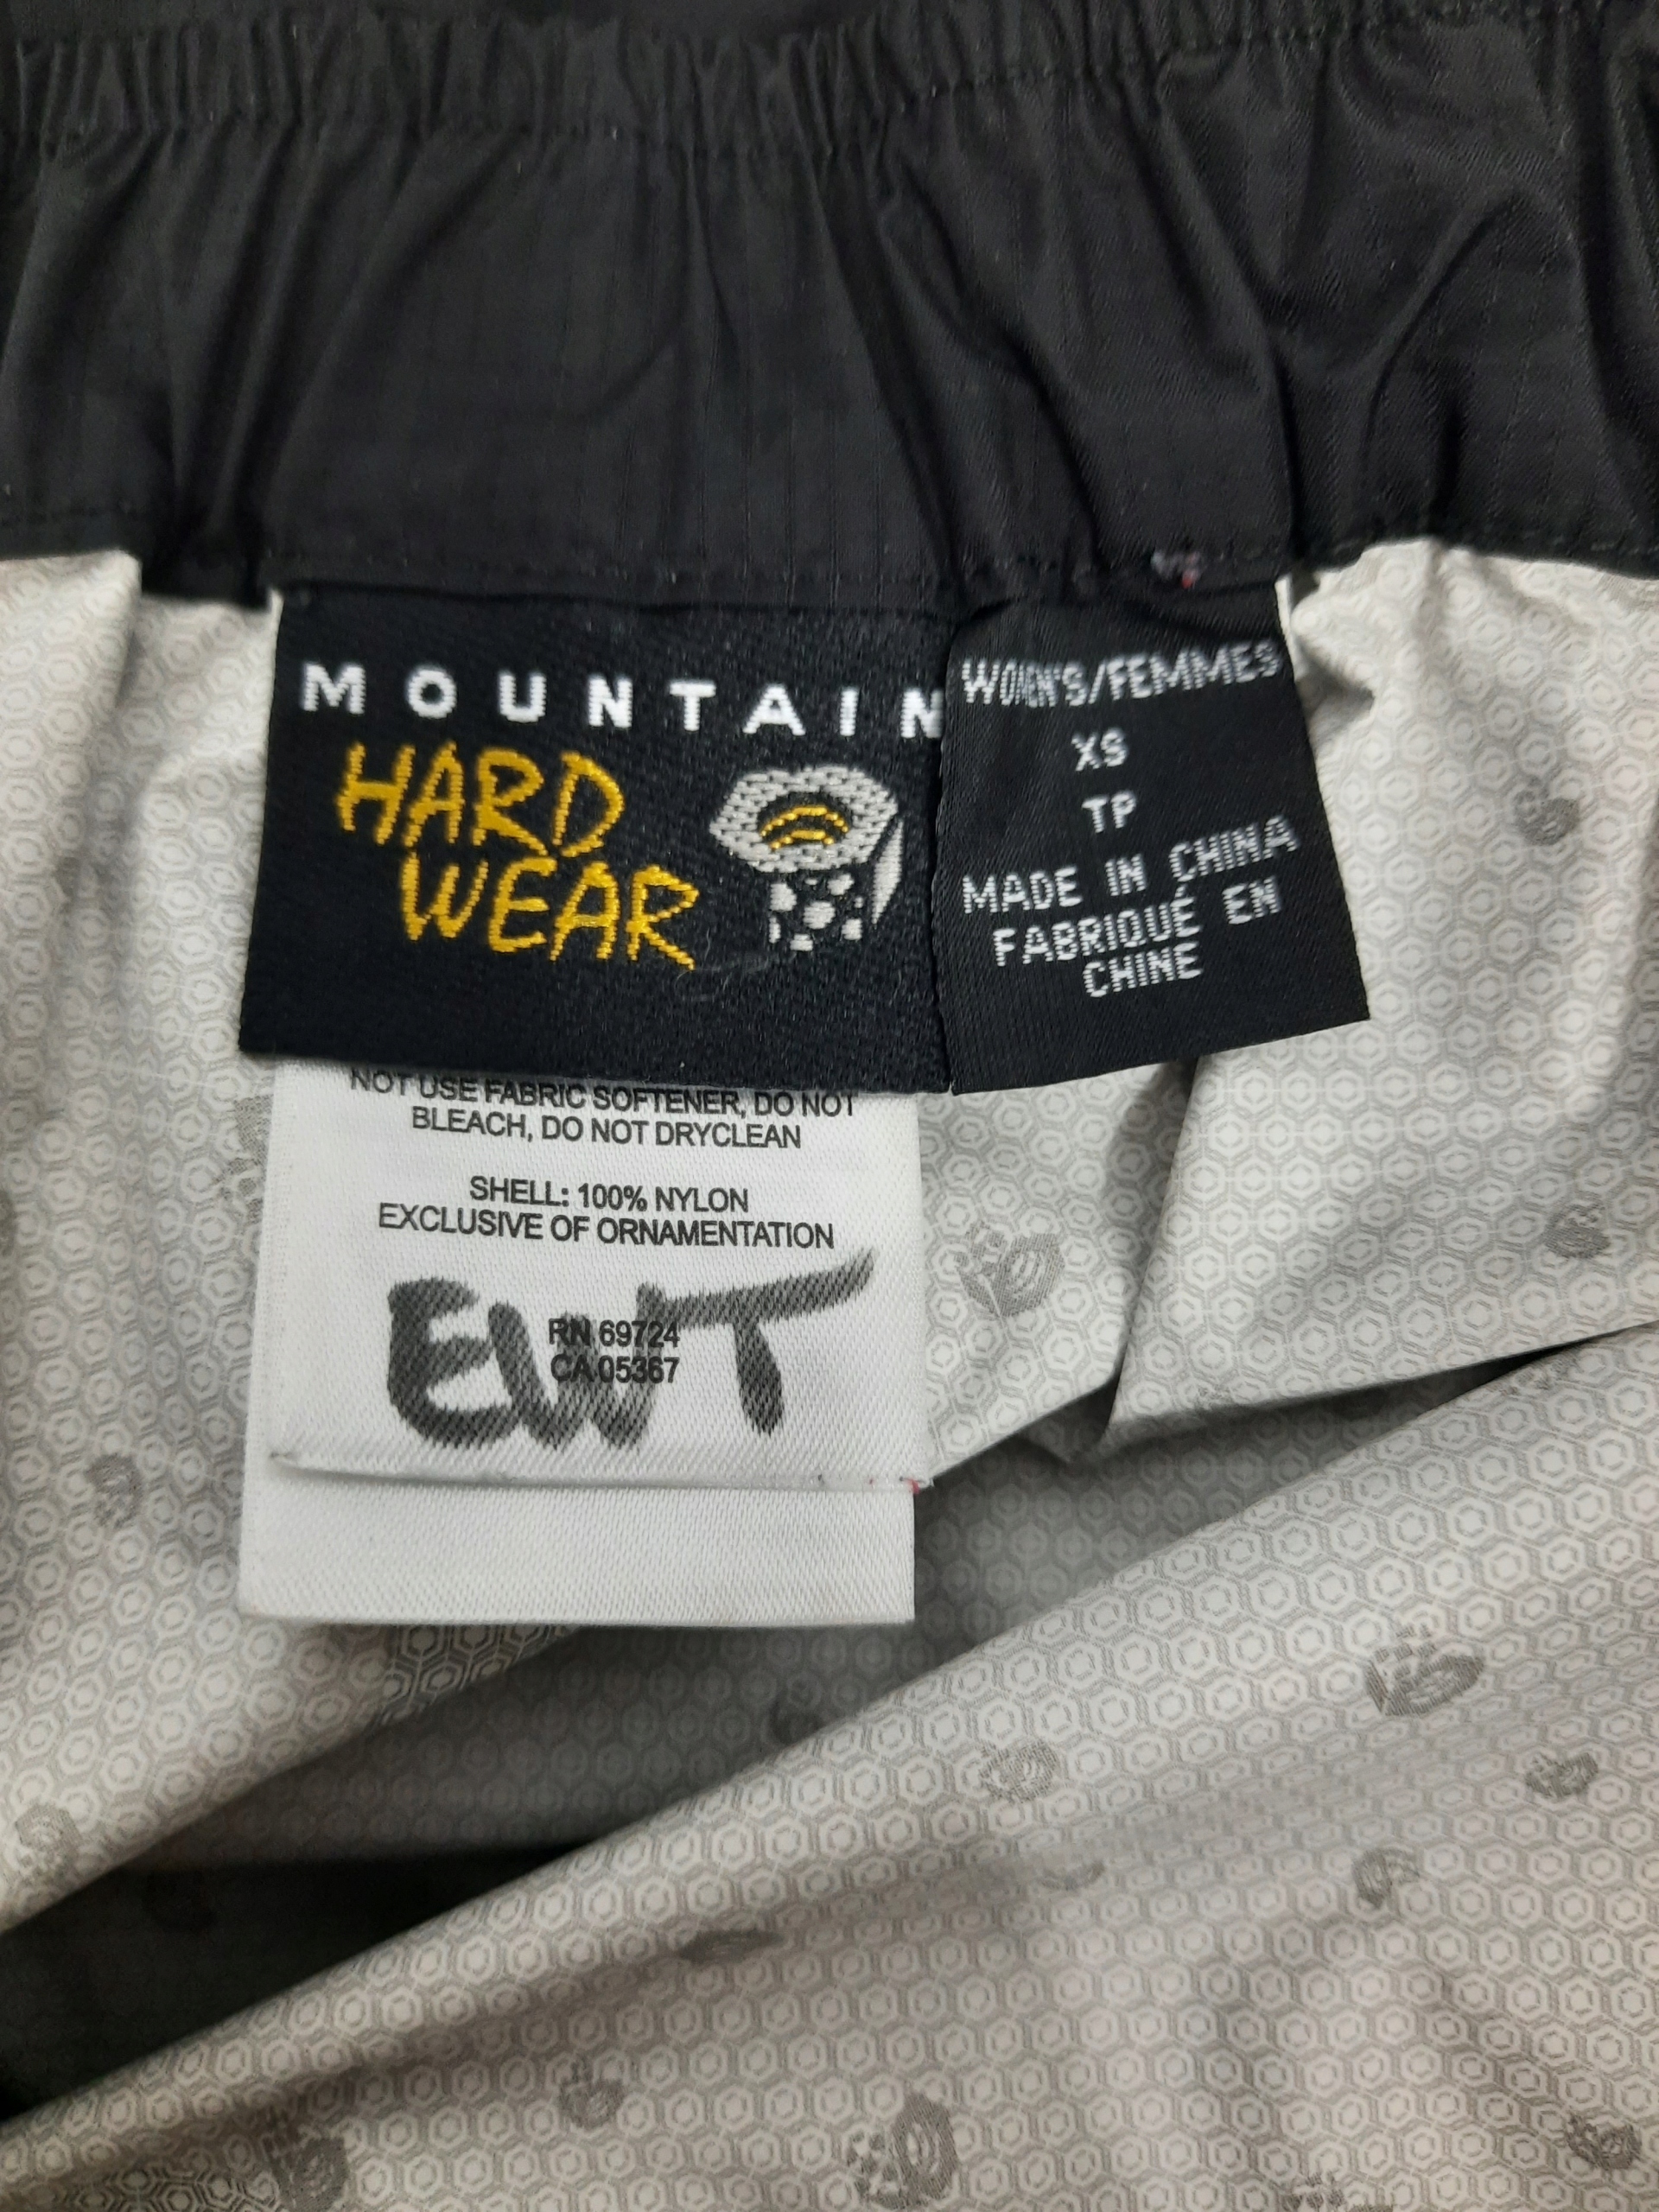 MOUNTAIN
HARD
WEAR
WOMEN'S/FEMMES
XS
TP
MADE IN CHINA
FABRIQUÉ EN
CHINE
NOT USE FABRIC SOFTENER, DO NOT
BLEACH, DO NOT DRYCLEAN
SHELL: 100% NYLON
EXCLUSIVE OF ORNAMENTATION
EWT
RN 69724
CA 05367